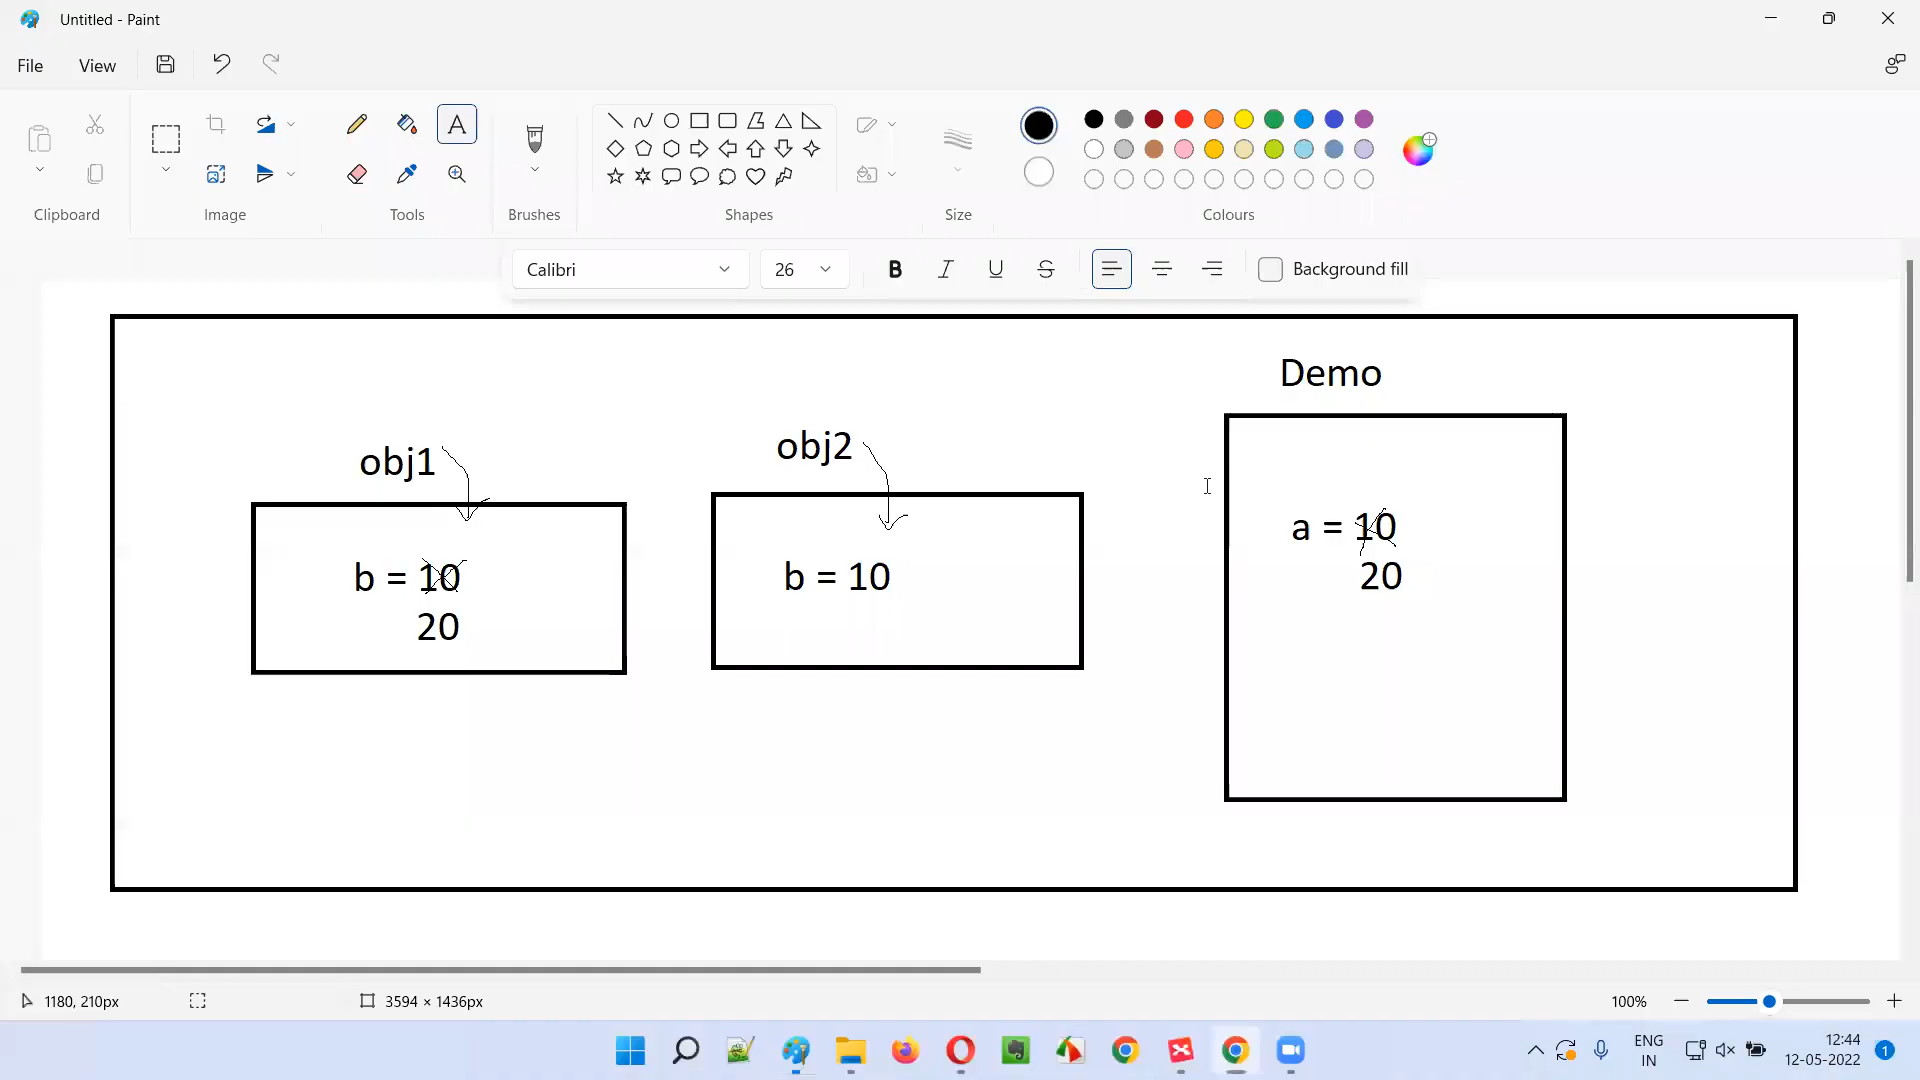 Untitled - Paint
File View
Clipboard Image Tools Brushes Shapes Size Colours
A
Calibri 26 B I U S Background fill
Demo
obj1 obj2
b = 10
20
b = 10
a = 10
20
1180, 210px 3594 × 1436px 100%
ENG
IN
12:44
12-05-2022
1